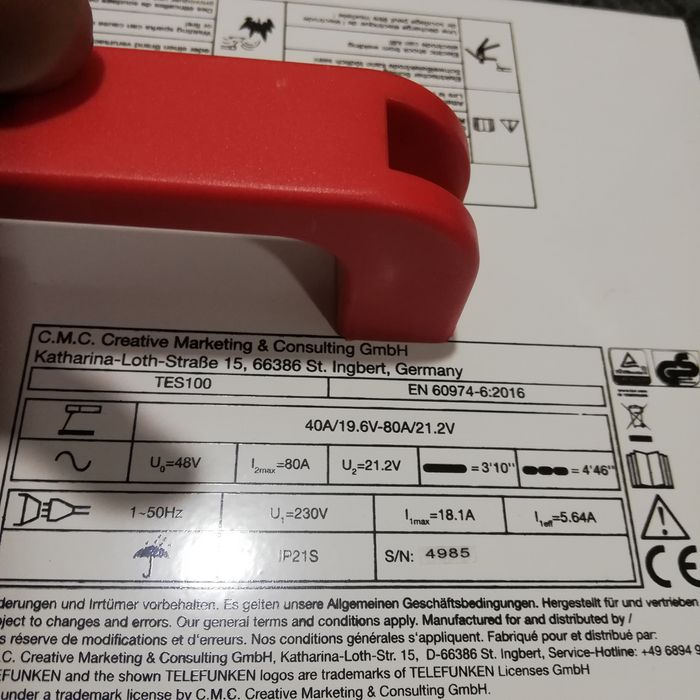 C.M.C. Creative Marketing & Consulting GmbH
Katharina-Loth-Straße 15, 66386 St. Ingbert, Germany
TES100 EN 60974-6:2016
40A/19.6V-80A/21.2V
U₀=48V I₂max=80A U₂=21.2V =3'10" =4'46"
1~50Hz U₁=230V I₁max=18.1A I₁eff=5.64A
IP21S S/N: 4985
CE
derungen und Irrtümer vorbehalten. Es gelten unsere Allgemeinen Geschäftsbedingungen. Hergestellt für und vertrieben
ject to changes and errors. Our general terms and conditions apply. Manufactured for and distributed by /
s réserve de modifications et d'erreurs. Nos conditions générales s'appliquent. Fabriqué pour et distribué par:
C. Creative Marketing & Consulting GmbH, Katharina-Loth-Str. 15, D-66386 St. Ingbert, Service-Hotline: +49 6894 9
EFUNKEN and the shown TELEFUNKEN logos are trademarks of TELEFUNKEN Licenses GmbH
under a trademark license by C.M.C. Creative Marketing & Consulting GmbH.